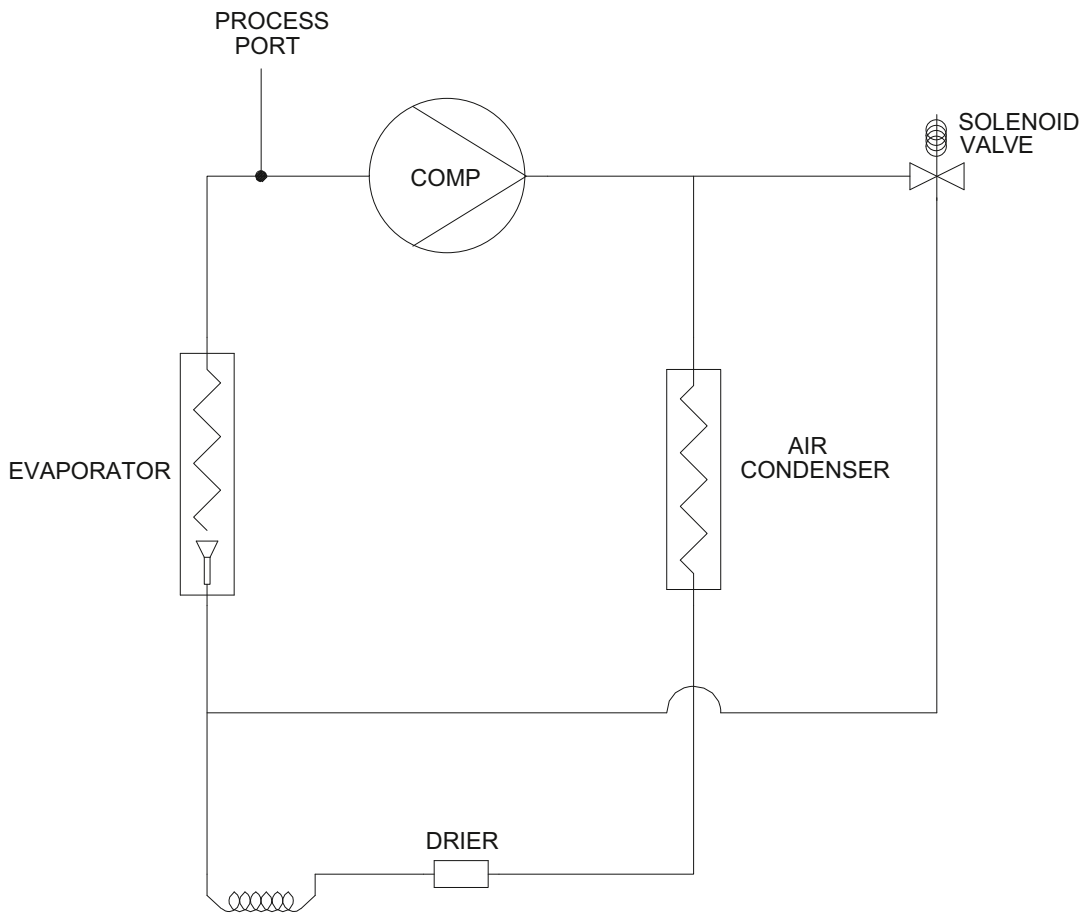 PROCESS
PORT
COMP
SOLENOID
VALVE
EVAPORATOR
AIR
CONDENSER
DRIER